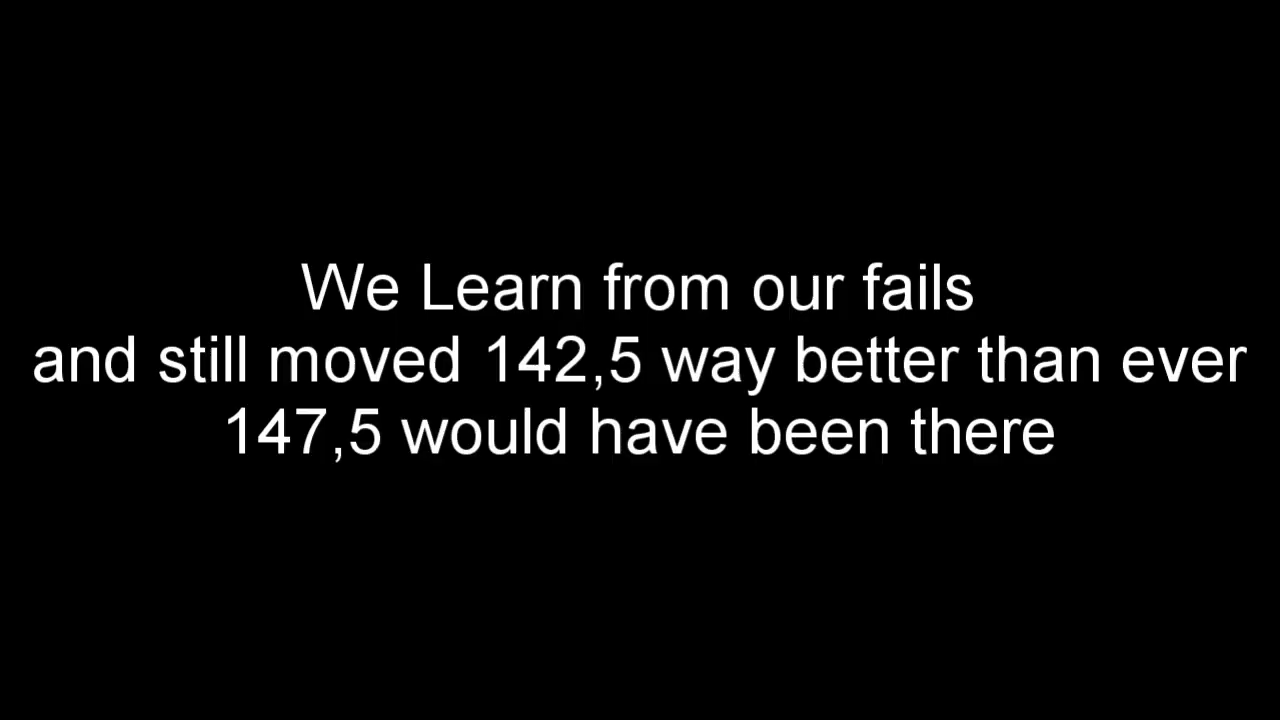 We Learn from our fails
and still moved 142,5 way better than ever
147,5 would have been there